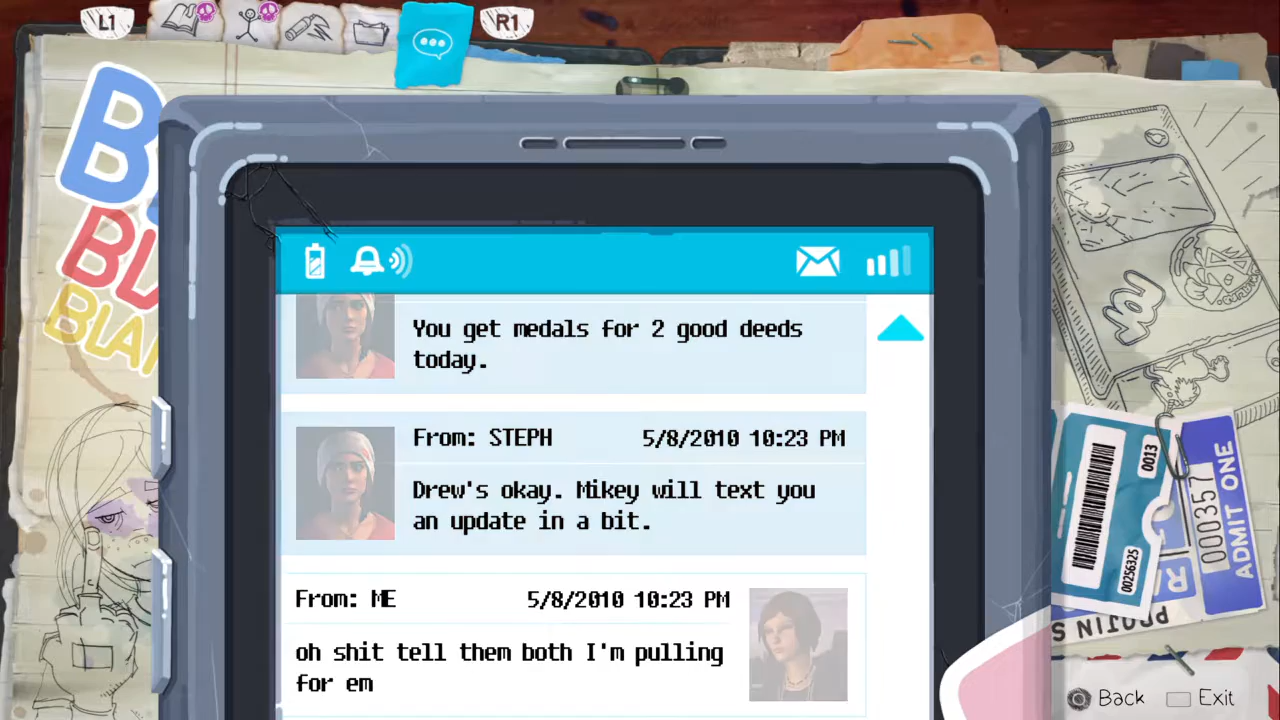 L1
R1
You get medals for 2 good deeds
today.
From: STEPH 5/8/2010 10:23 PM
Drew's okay. Mikey will text you
an update in a bit.
From: ME 5/8/2010 10:23 PM
oh shit tell them both I'm pulling
for em
0013
00256325
000357
ADMIT ONE
Back
Exit